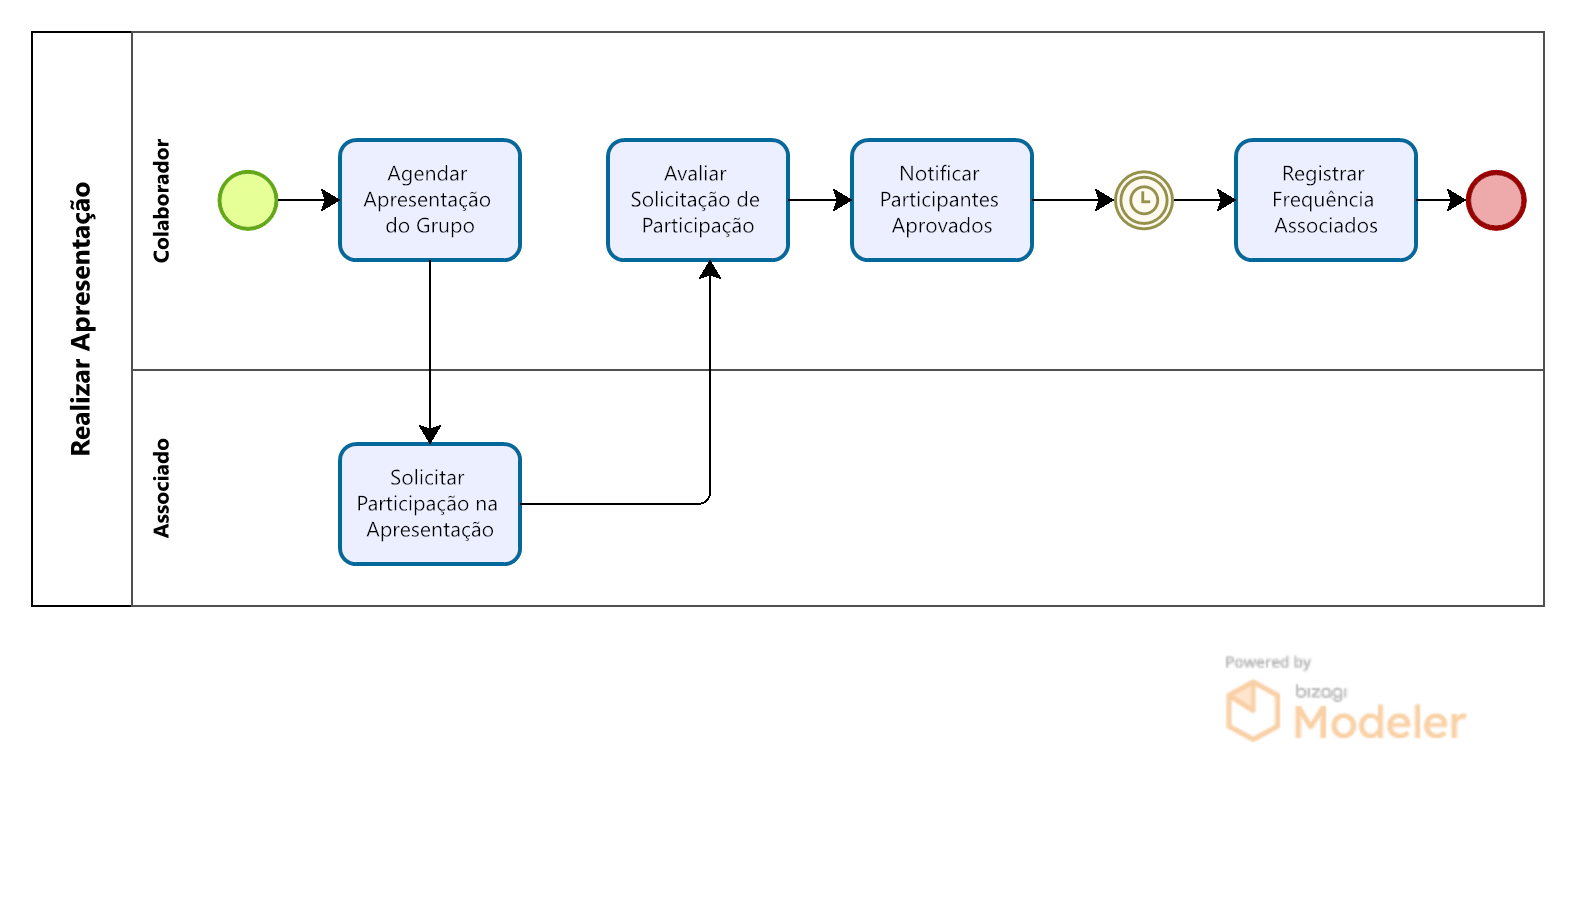 Realizar Apresentação
Colaborador
Agendar
Apresentação
do Grupo
Avaliar
Solicitação de
Participação
Notificar
Participantes
Aprovados
Registrar
Frequência
Associados
Associado
Solicitar
Participação na
Apresentação
Powered by
bizagi
Modeler